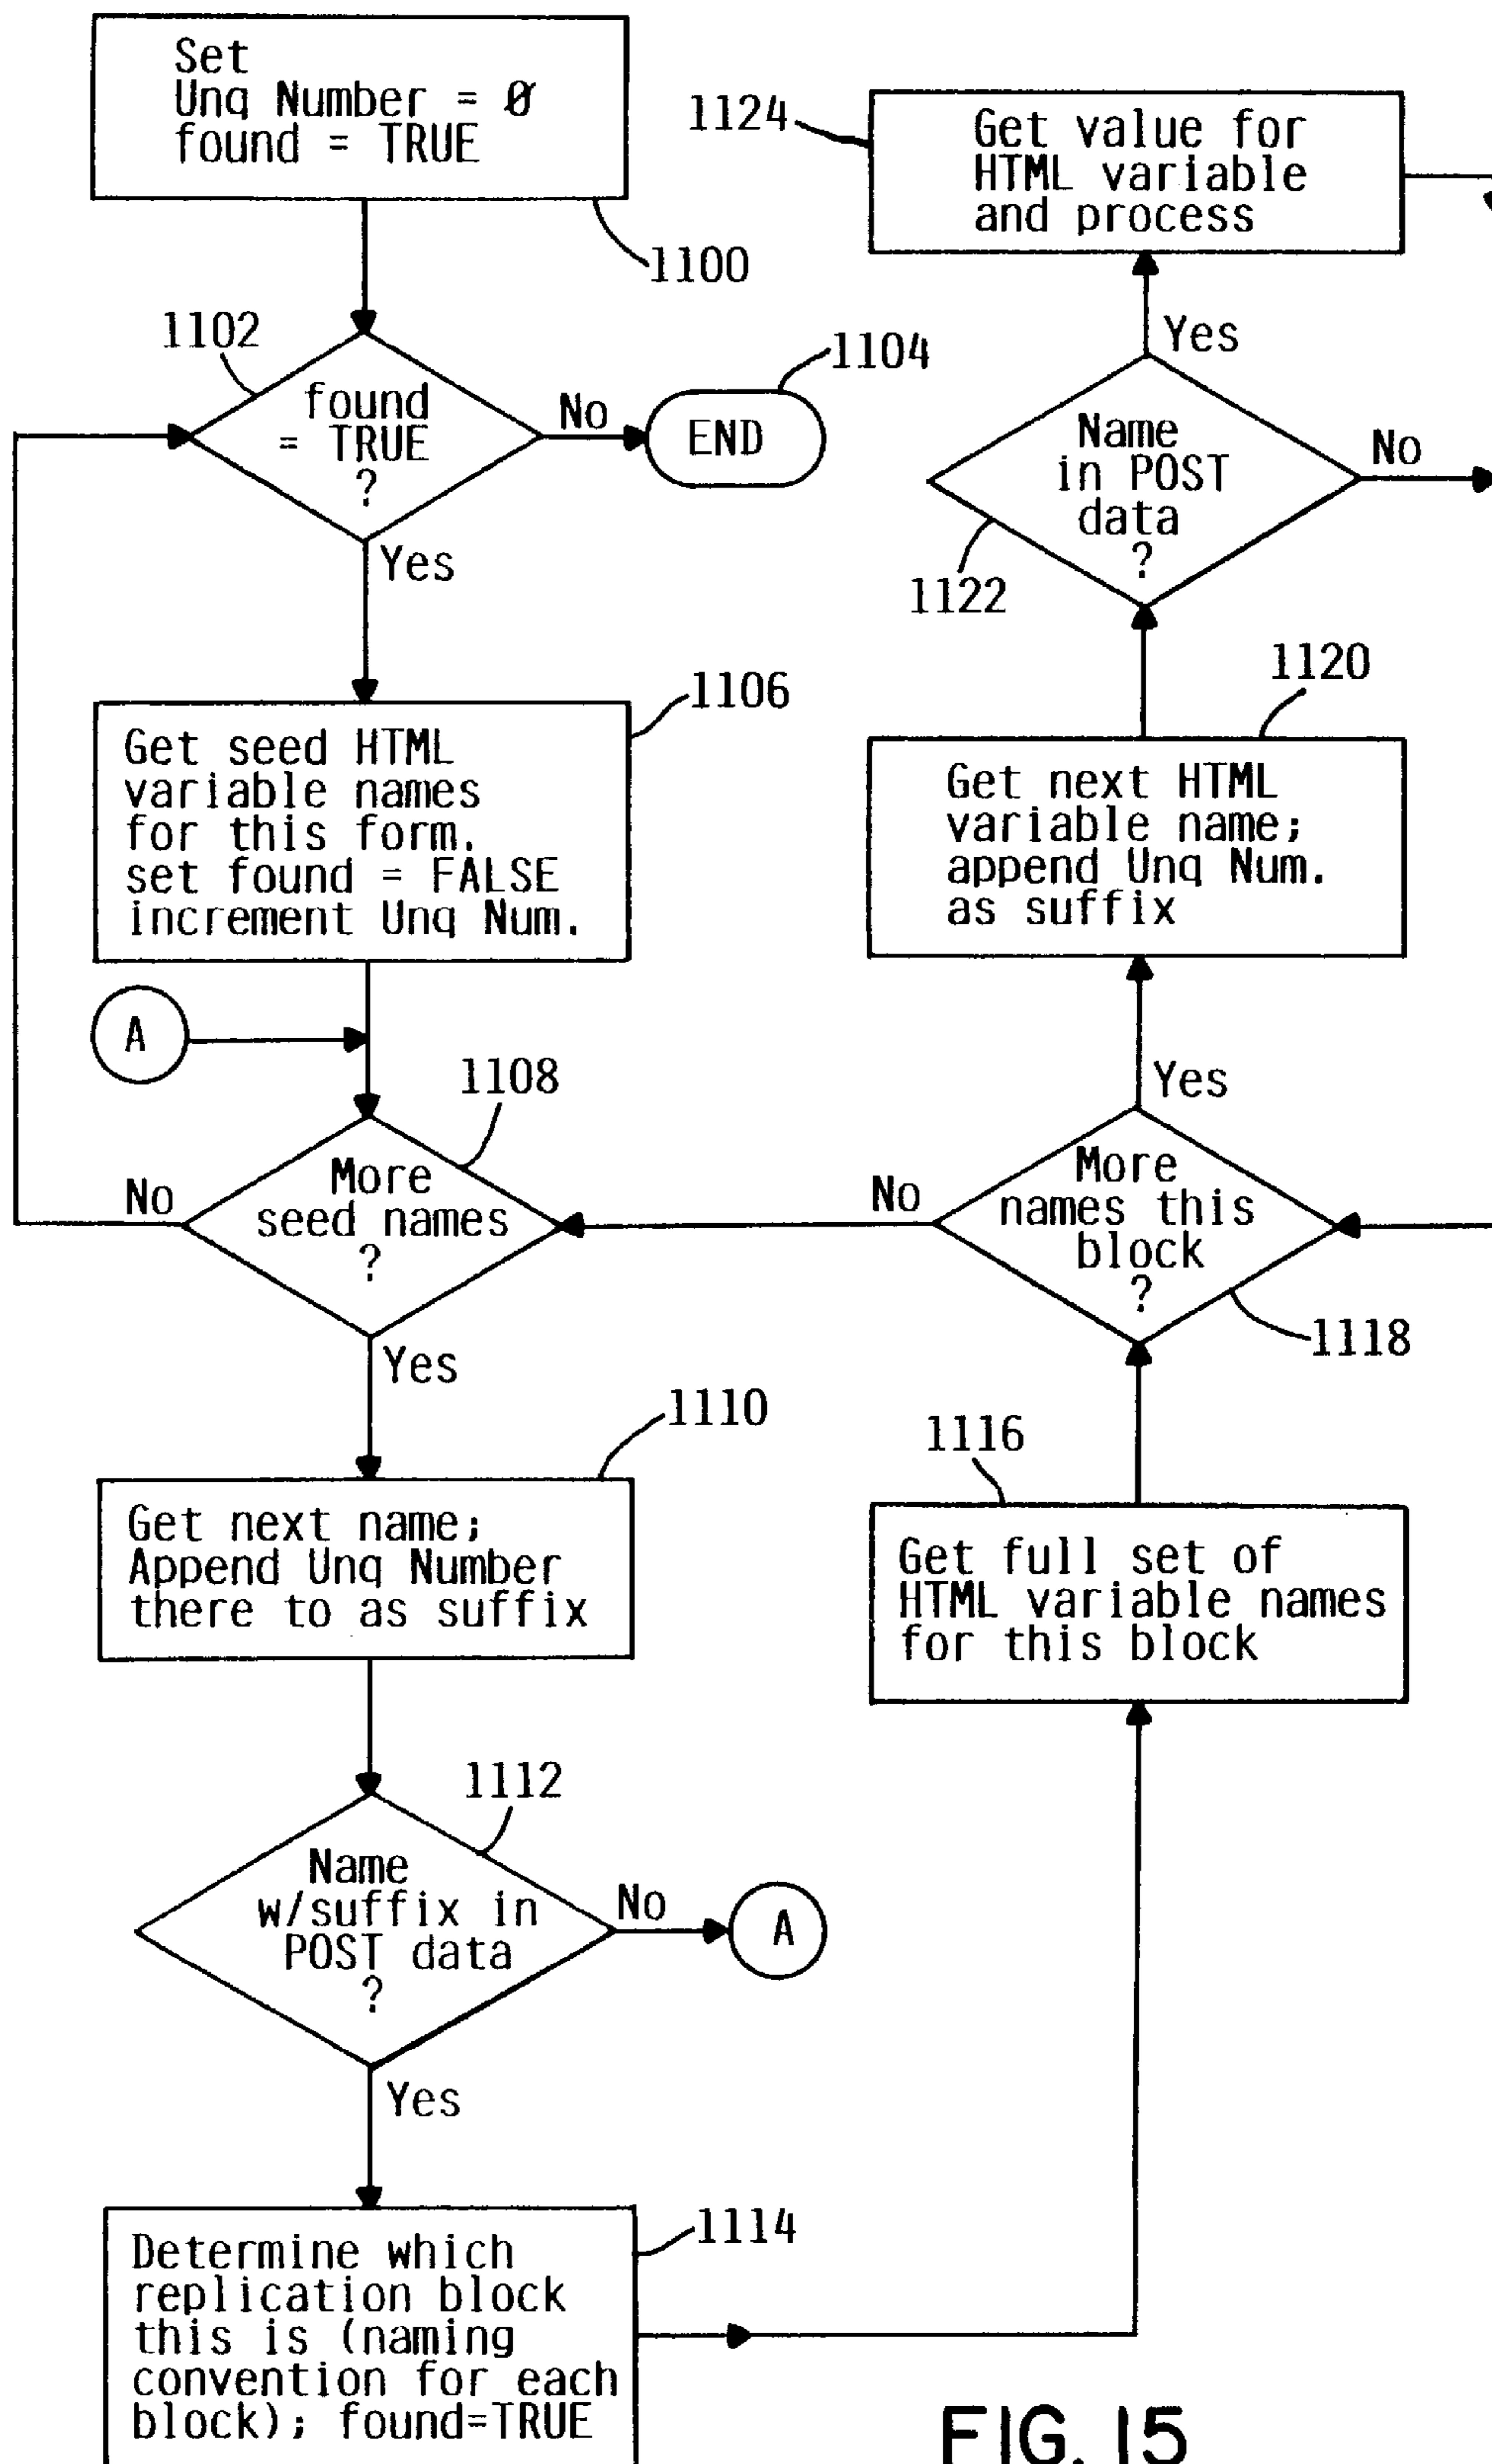 Set
Unq Number = 0
found = TRUE
1100
1102
found
= TRUE
?
No
END
1104
Yes
1106
Get seed HTML
variable names
for this form.
set found = FALSE
increment Unq Num.
A
1108
More
seed names
?
No
Yes
1110
Get next name;
Append Unq Number
there to as suffix
1112
Name
w/suffix in
POST data
?
No
A
Yes
1114
Determine which
replication block
this is (naming
convention for each
block); found=TRUE
1116
Get full set of
HTML variable names
for this block
More
names this
block
?
No
1118
Yes
1120
Get next HTML
variable name;
append Unq Num.
as suffix
1122
Name
in POST
data
?
No
Yes
1124
Get value for
HTML variable
and process
FIG. 15